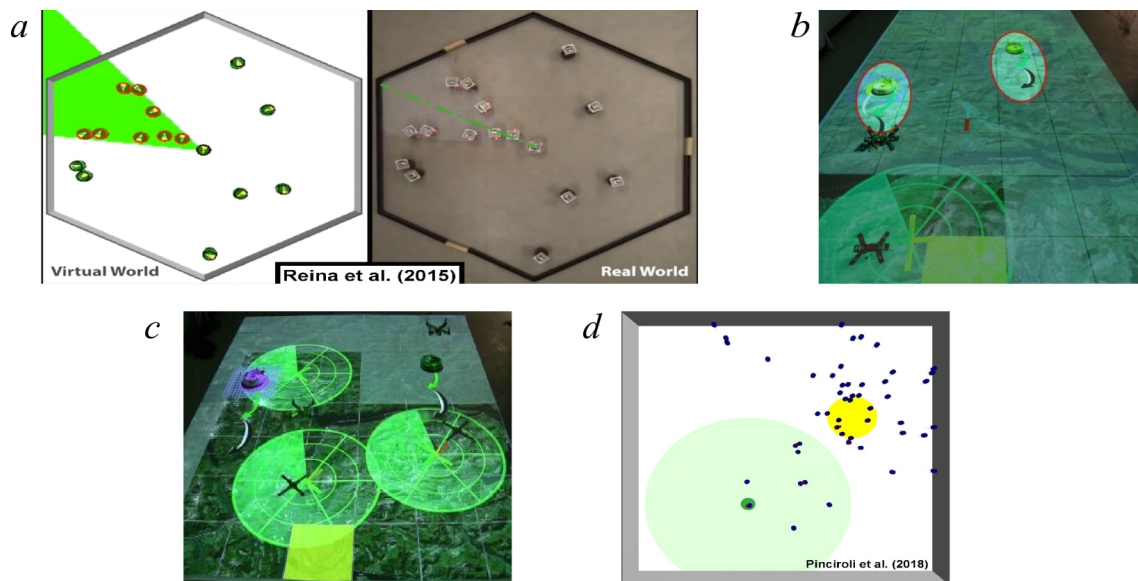 a
b
Virtual World
Reina et al. (2015)
Real World
c
d
Pinciroli et al. (2018)